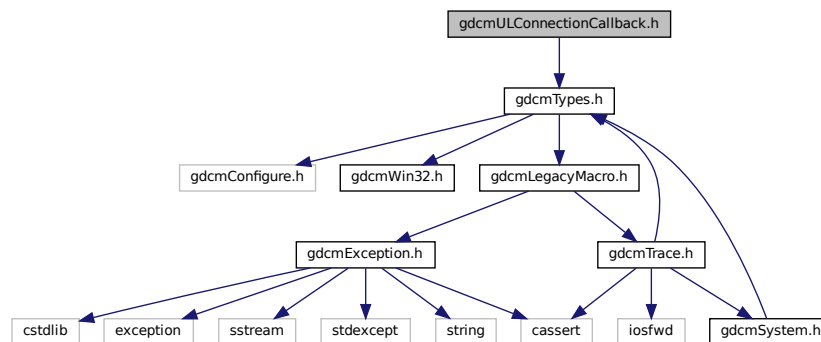 gdcmULConnectionCallback.h
gdcmTypes.h
gdcmConfigure.h
gdcmWin32.h
gdcmLegacyMacro.h
gdcmException.h
gdcmTrace.h
cstdlib
exception
sstream
stdexcept
string
cassert
iosfwd
gdcmSystem.h